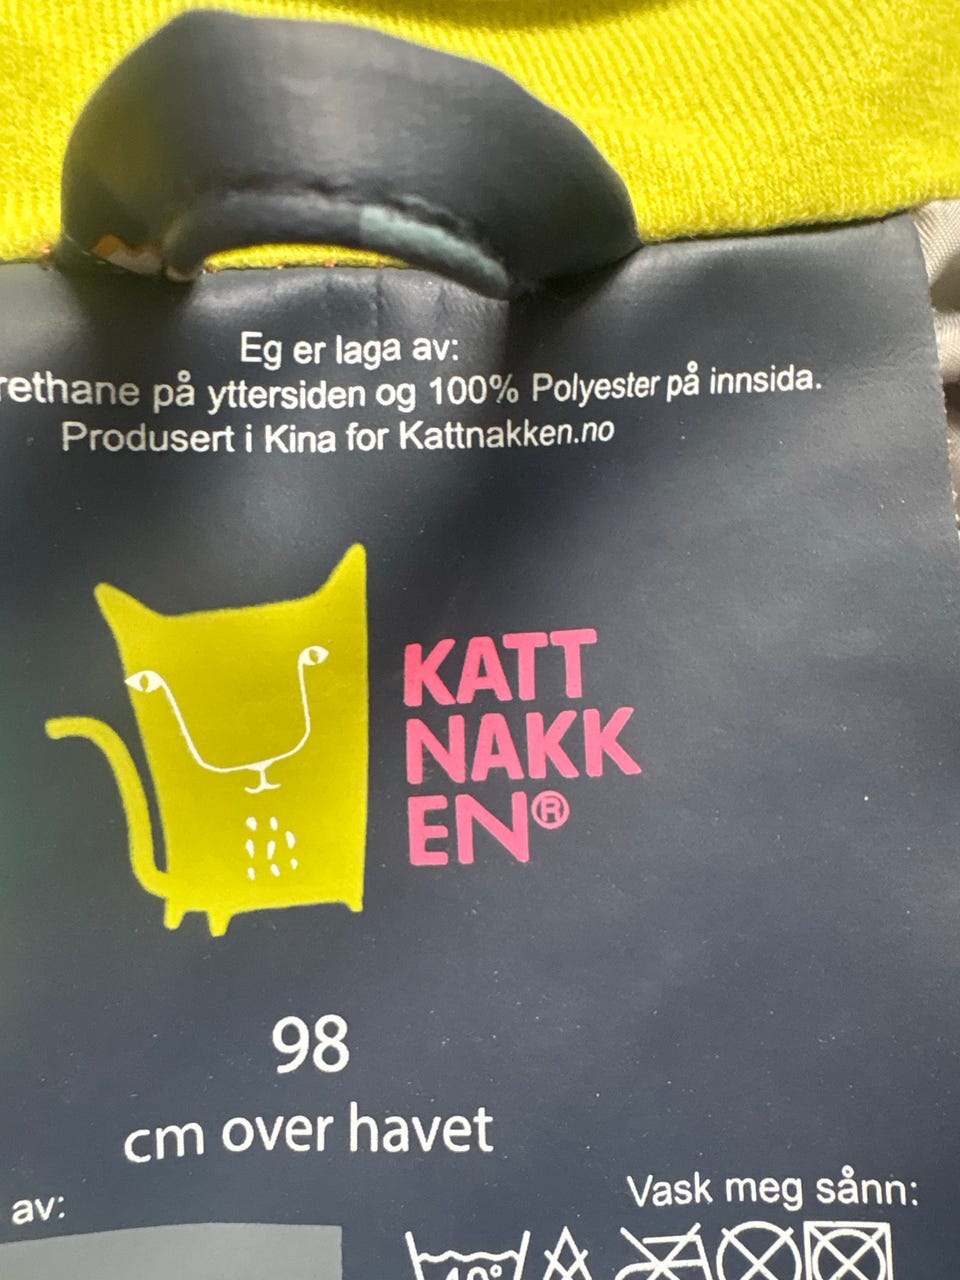 Eg er laga av:
rethane på yttersiden og 100% Polyester på innsida.
Produsert i Kina for Kattnakken.no
KATT
NAKK
EN®
98
cm over havet
av:
Vask meg sånn:
40°